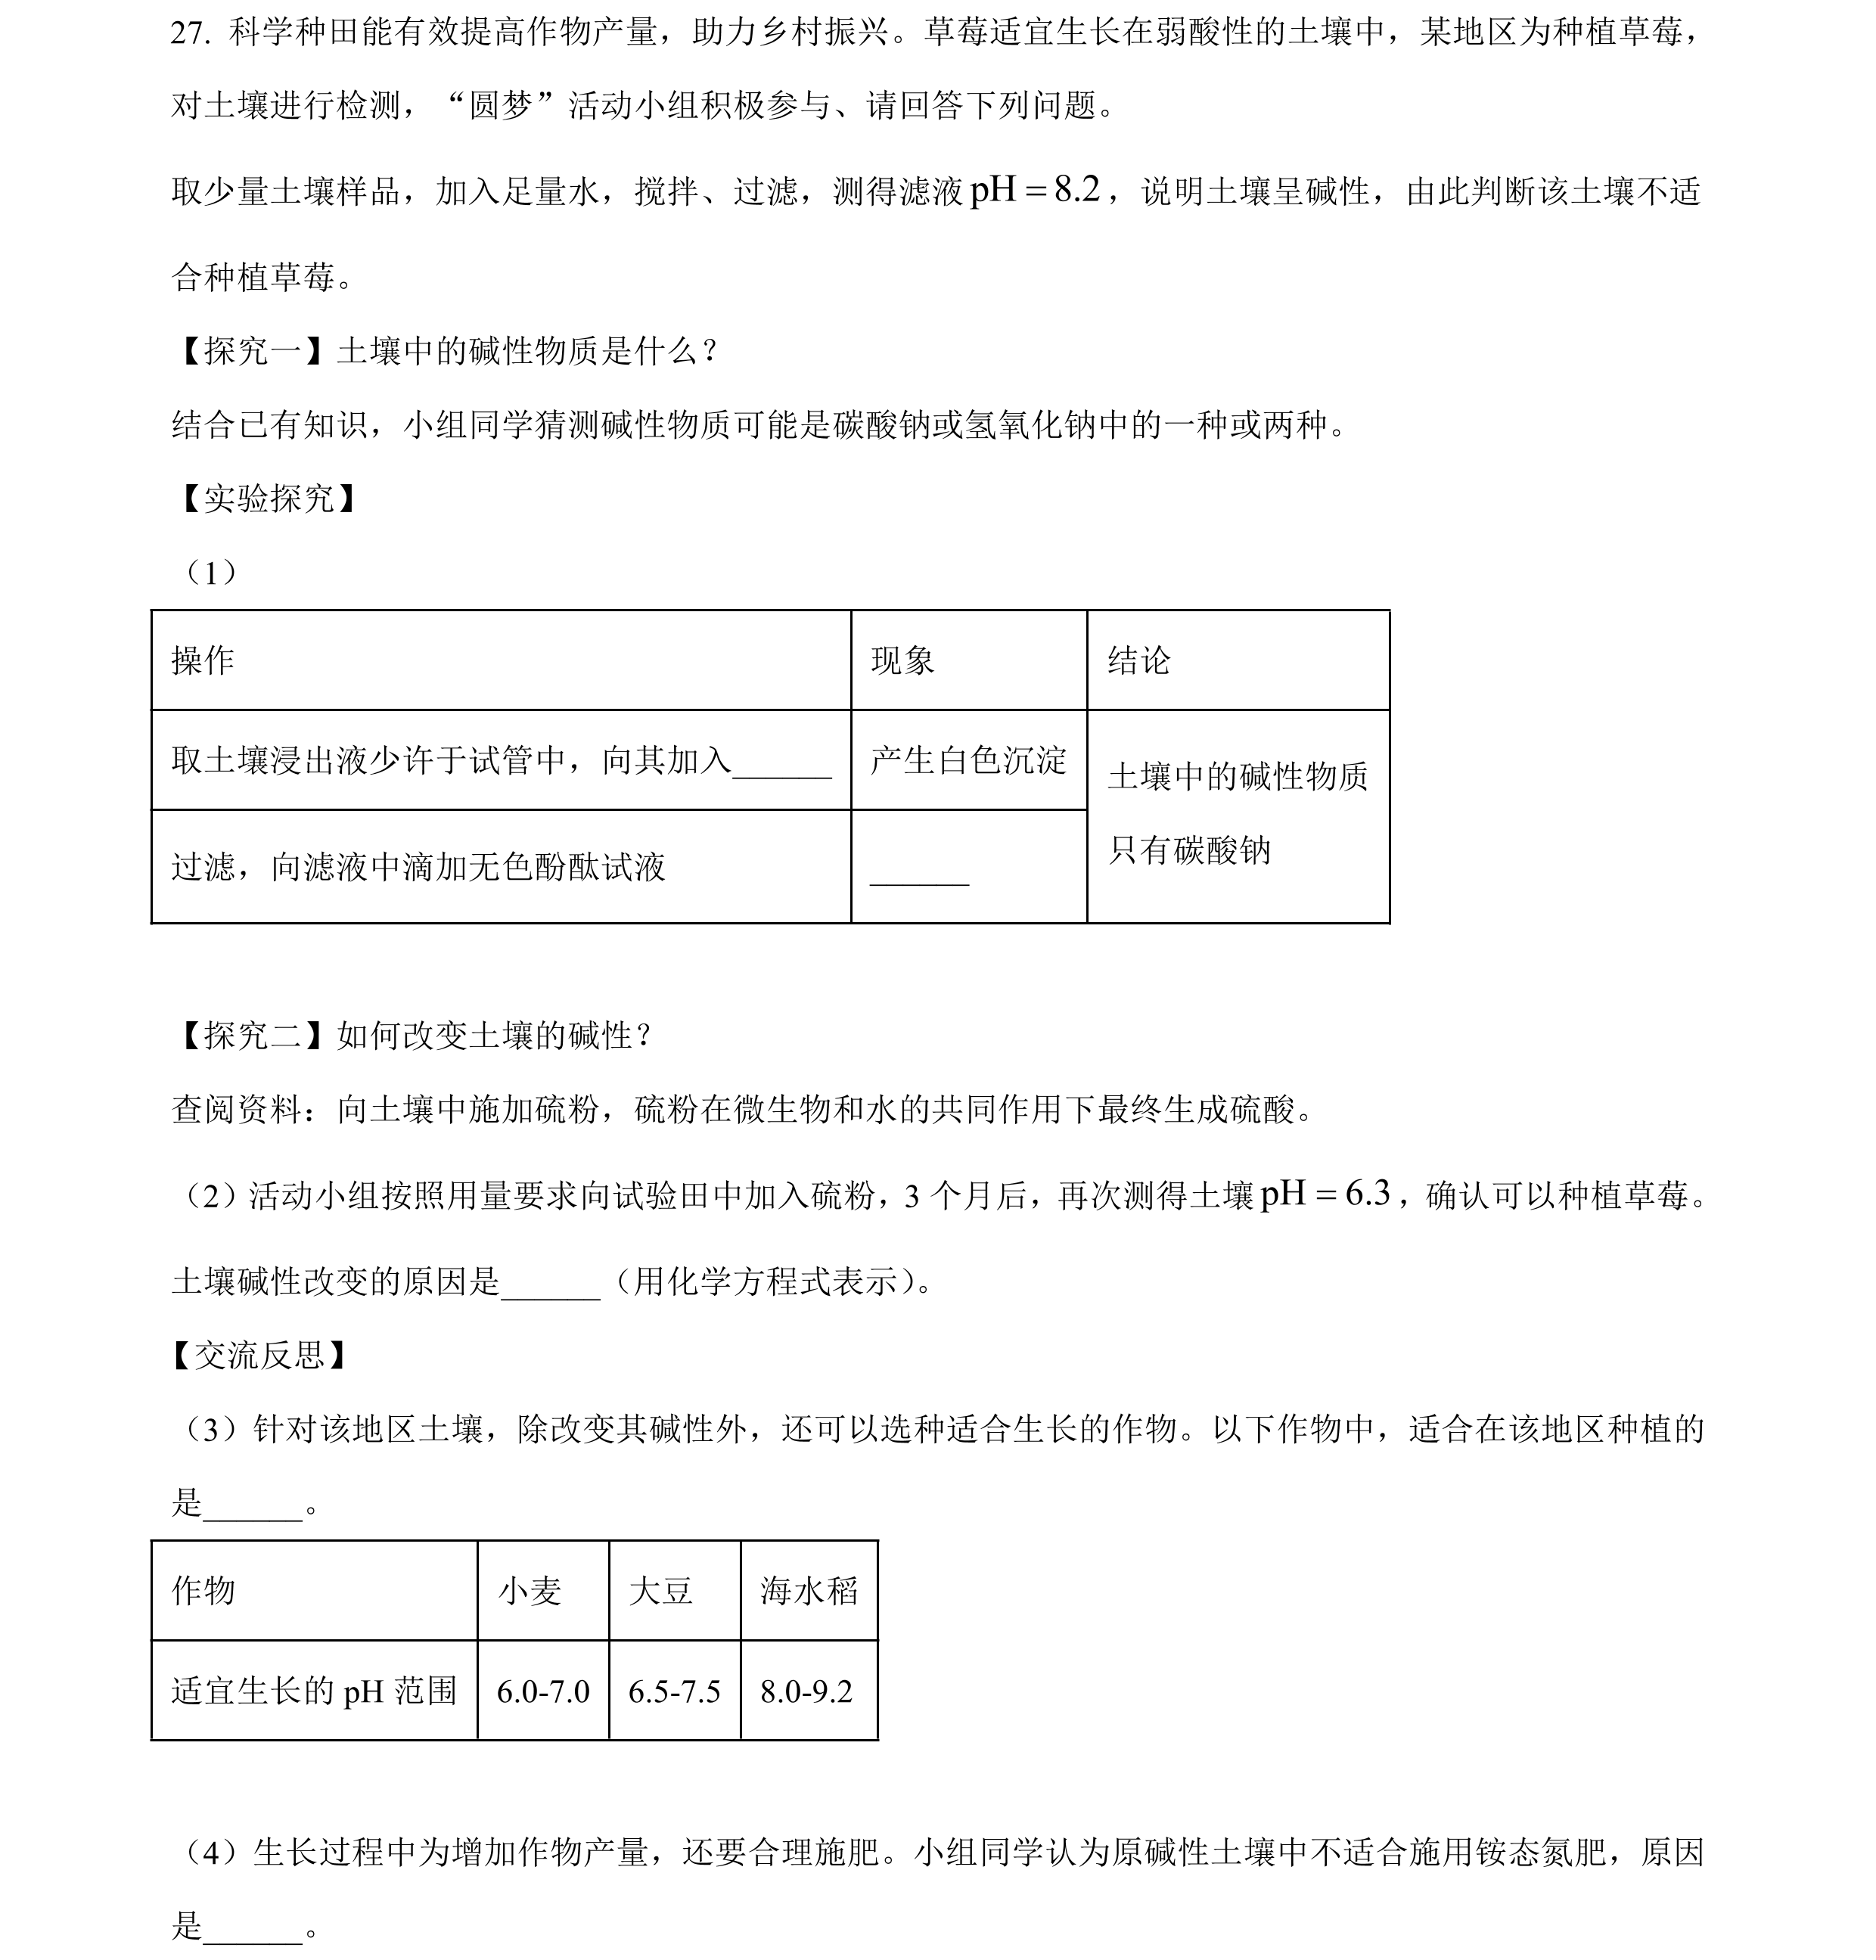 27. 科学种田能有效提高作物产量，助力乡村振兴。草莓适宜生长在弱酸性的土壤中，某地区为种植草莓，
对土壤进行检测，“圆梦”活动小组积极参与、请回答下列问题。
取少量土壤样品，加入足量水，搅拌、过滤，测得滤液 pH = 8.2，说明土壤呈碱性，由此判断该土壤不适
合种植草莓。
【探究一】土壤中的碱性物质是什么？
结合已有知识，小组同学猜测碱性物质可能是碳酸钠或氢氧化钠中的一种或两种。
【实验探究】
（1）
操作 现象 结论
取土壤浸出液少许于试管中，向其加入______ 产生白色沉淀 土壤中的碱性物质
只有碳酸钠
过滤，向滤液中滴加无色酚酞试液 ______
【探究二】如何改变土壤的碱性？
查阅资料：向土壤中施加硫粉，硫粉在微生物和水的共同作用下最终生成硫酸。
（2）活动小组按照用量要求向试验田中加入硫粉，3 个月后，再次测得土壤 pH = 6.3，确认可以种植草莓。
土壤碱性改变的原因是______（用化学方程式表示）。
【交流反思】
（3）针对该地区土壤，除改变其碱性外，还可以选种适合生长的作物。以下作物中，适合在该地区种植的
是______。
作物 小麦 大豆 海水稻
适宜生长的 pH 范围 6.0-7.0 6.5-7.5 8.0-9.2
（4）生长过程中为增加作物产量，还要合理施肥。小组同学认为原碱性土壤中不适合施用铵态氮肥，原因
是______。